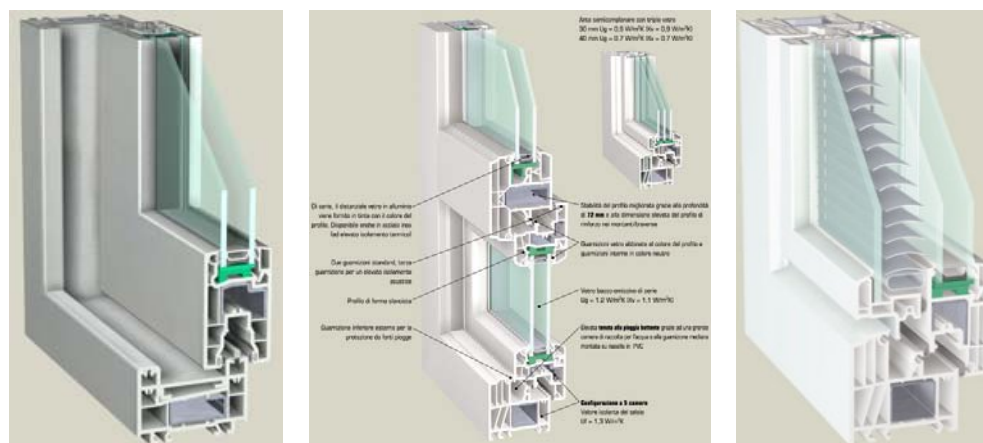 Anta semicomplanare con triplo vetro
30 mm Ug = 0,8 W/m²K (Uw = 0,9 W/m²K)
40 mm Ug = 0.7 W/m²K (Uw = 0.7 W/m²K)
Di serie, il distanziale vetro in alluminio
viene fornito in tinta con il colore del
profilo. Disponibile anche in acciaio inox
(ad elevato isolamento termico)
Stabilità del profilo migliorata grazie alla profondità
di 72 mm e alla dimensione elevata del profilo di
rinforzo nei montanti/traverse
Guarnizioni vetro abbinate al colore del profilo e
guarnizioni interne in colore neutro
Due guarnizioni standard, terza
guarnizione per un elevato isolamento
acustico
Profilo di forma slanciata
Vetro basso emissivo di serie
Ug = 1.2 W/m²K (Uw = 1,1 W/m²K)
Guarnizione inferiore esterna per la
protezione da forti piogge
Elevata tenuta alla pioggia battente grazie ad una grande
camera di raccolta per l'acqua e alla guarnizione mediana
montata su nasello in PVC
Configurazione a 5 camere
Valore isolante del telaio
Uf = 1.3 W/m²K